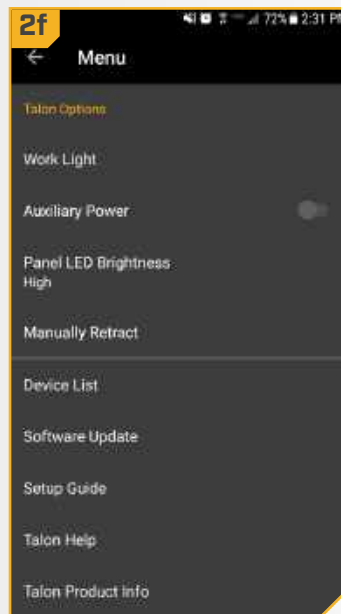 2f
72% 2:31 PM
Menu
Talon Options
Work Light
Auxiliary Power
Panel LED Brightness
High
Manually Retract
Device List
Software Update
Setup Guide
Talon Help
Talon Product Info